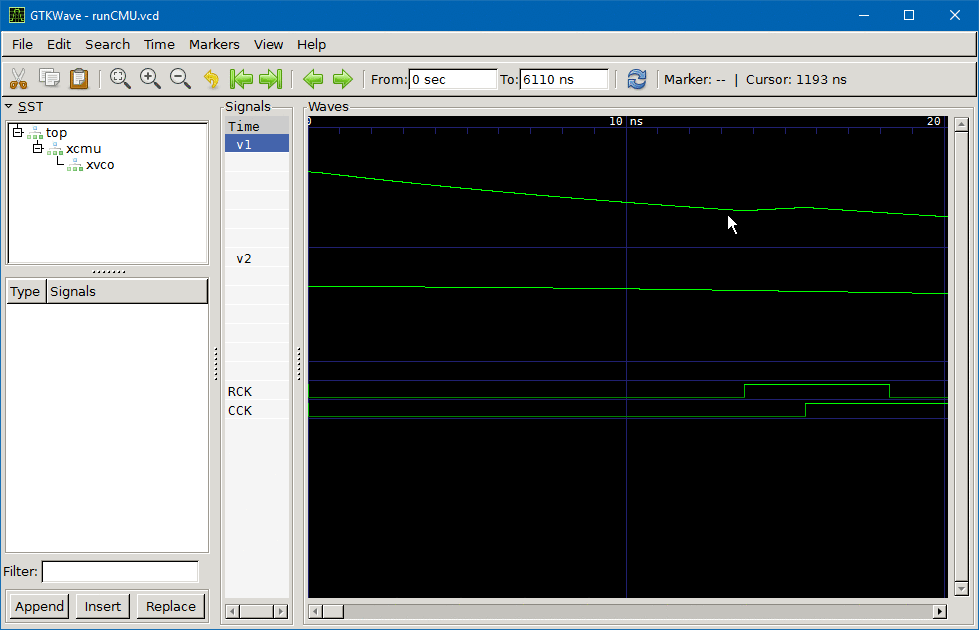 GTKWave - runCMU.vcd
File Edit Search Time Markers View Help
From: 0 sec To: 6110 ns Marker: -- | Cursor: 1193 ns
SST
top
xcmu
xvco
Type Signals
Filter:
Append Insert Replace
Signals
Time
v1
v2
RCK
CCK
Waves
0 10 ns 20